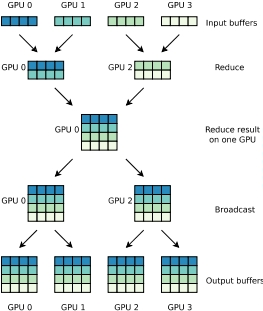 GPU 0 GPU 1 GPU 2 GPU 3
Input buffers
GPU 0 GPU 2 Reduce
GPU 0 Reduce result
on one GPU
GPU 0 GPU 2
Broadcast
Output buffers
GPU 0 GPU 1 GPU 2 GPU 3